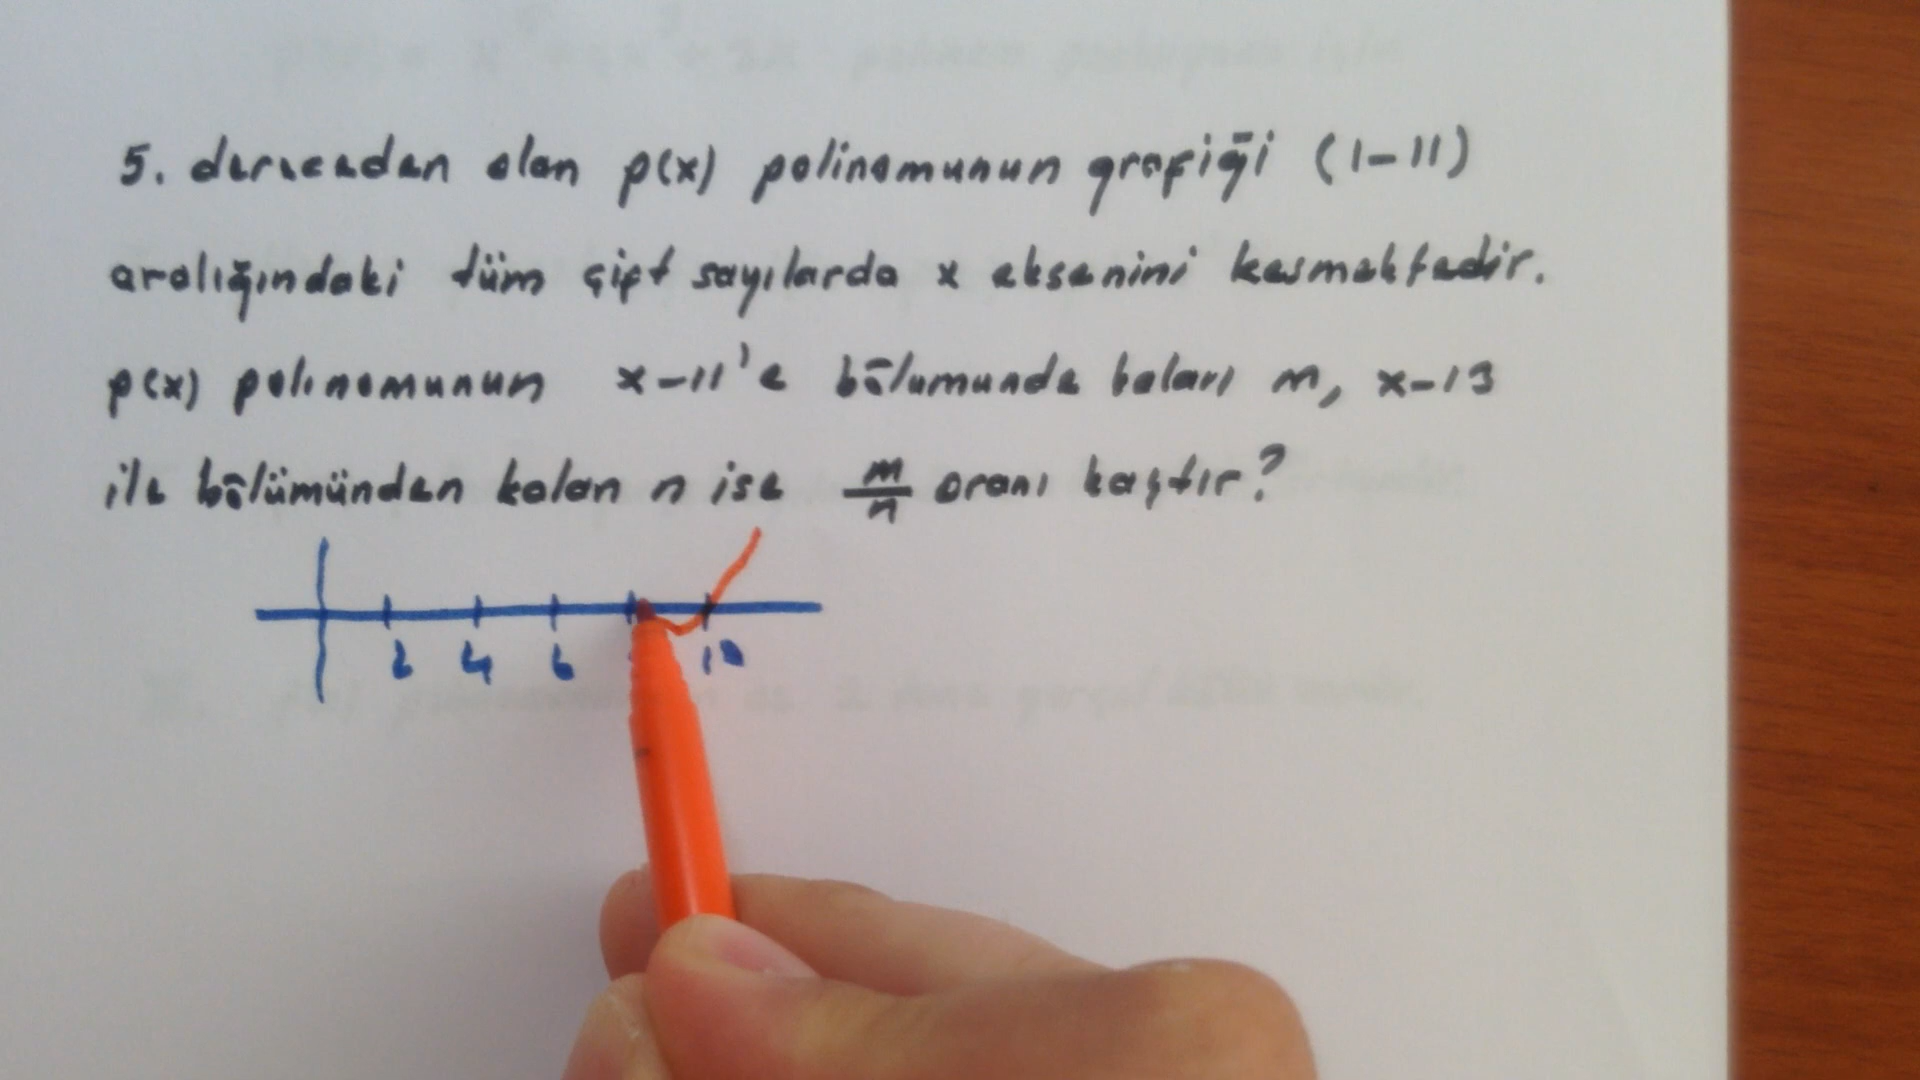 5. dereceden olan p(x) polinomunun grafiği (1-11)
aralığındaki tüm çift sayılarda x eksenini kesmektedir.
p(x) polinomunun x-11'e bölümünde kalanı m, x-13
ile bölümünden kalan n ise m/n oranı kaçtır?
2 4 6 10